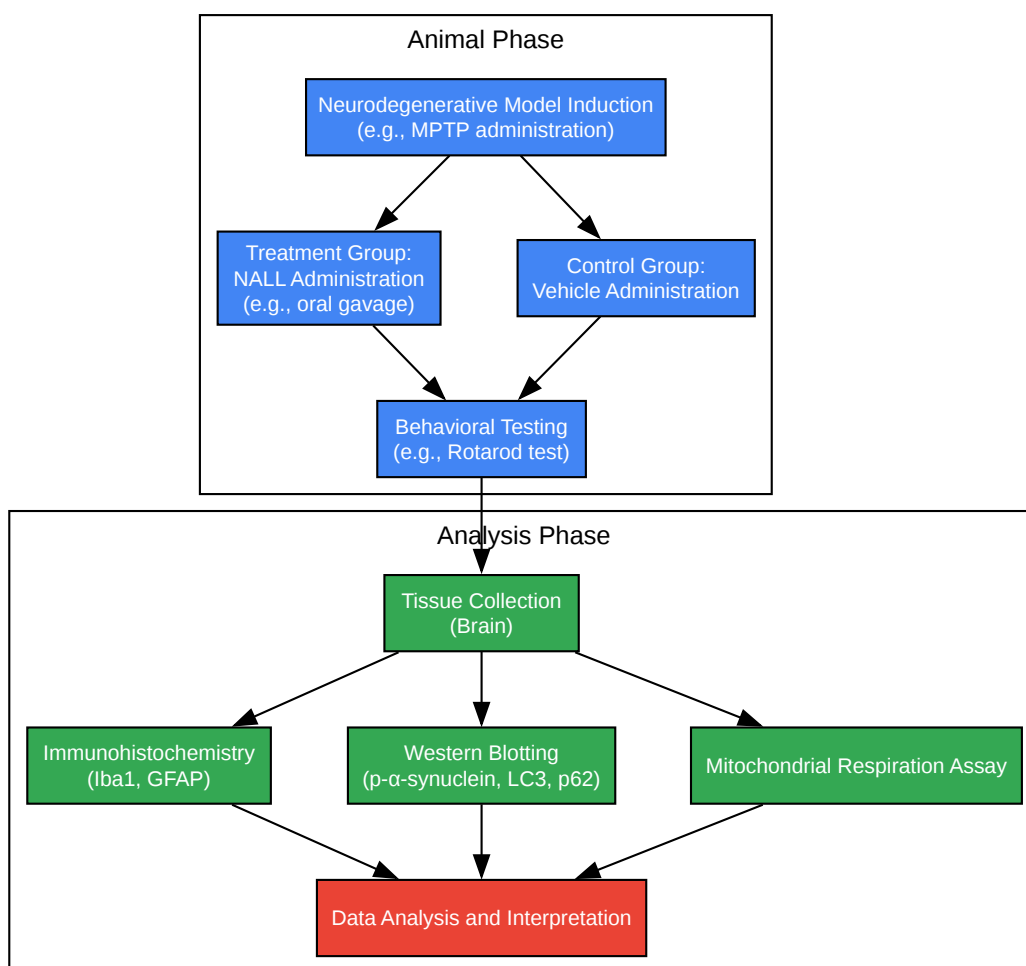 Animal Phase
Neurodegenerative Model Induction
(e.g., MPTP administration)
Treatment Group:
NALL Administration
(e.g., oral gavage)
Control Group:
Vehicle Administration
Behavioral Testing
(e.g., Rotarod test)
Analysis Phase
Tissue Collection
(Brain)
Immunohistochemistry
(Iba1, GFAP)
Western Blotting
(p-α-synuclein, LC3, p62)
Mitochondrial Respiration Assay
Data Analysis and Interpretation